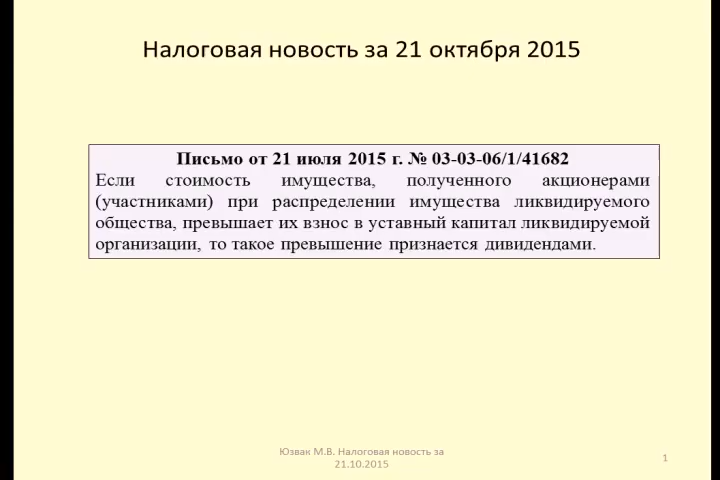 Налоговая новость за 21 октября 2015
Письмо от 21 июля 2015 г. № 03-03-06/1/41682
Если стоимость имущества, полученного акционерами
(участниками) при распределении имущества ликвидируемого
общества, превышает их взнос в уставный капитал ликвидируемой
организации, то такое превышение признается дивидендами.
Юзвак М.В. Налоговая новость за
21.10.2015
1